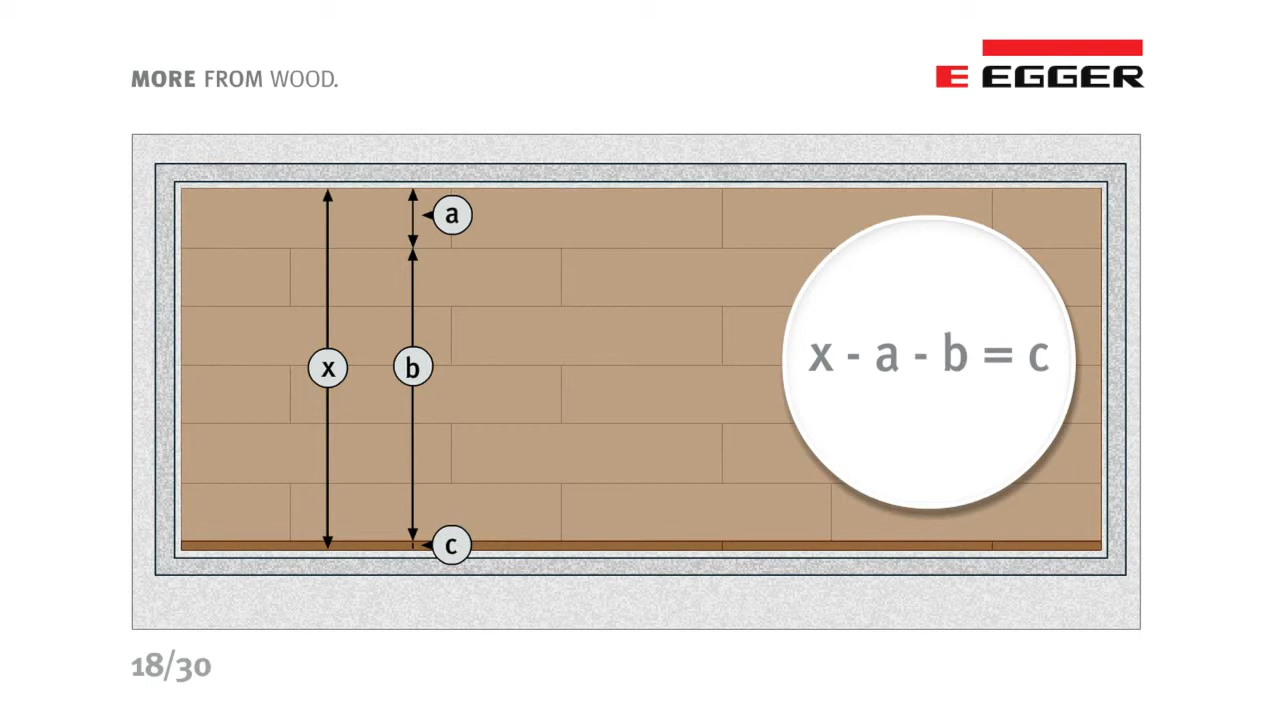 MORE FROM WOOD.
E EGGER
a
x
b
x - a - b = c
c
18/30